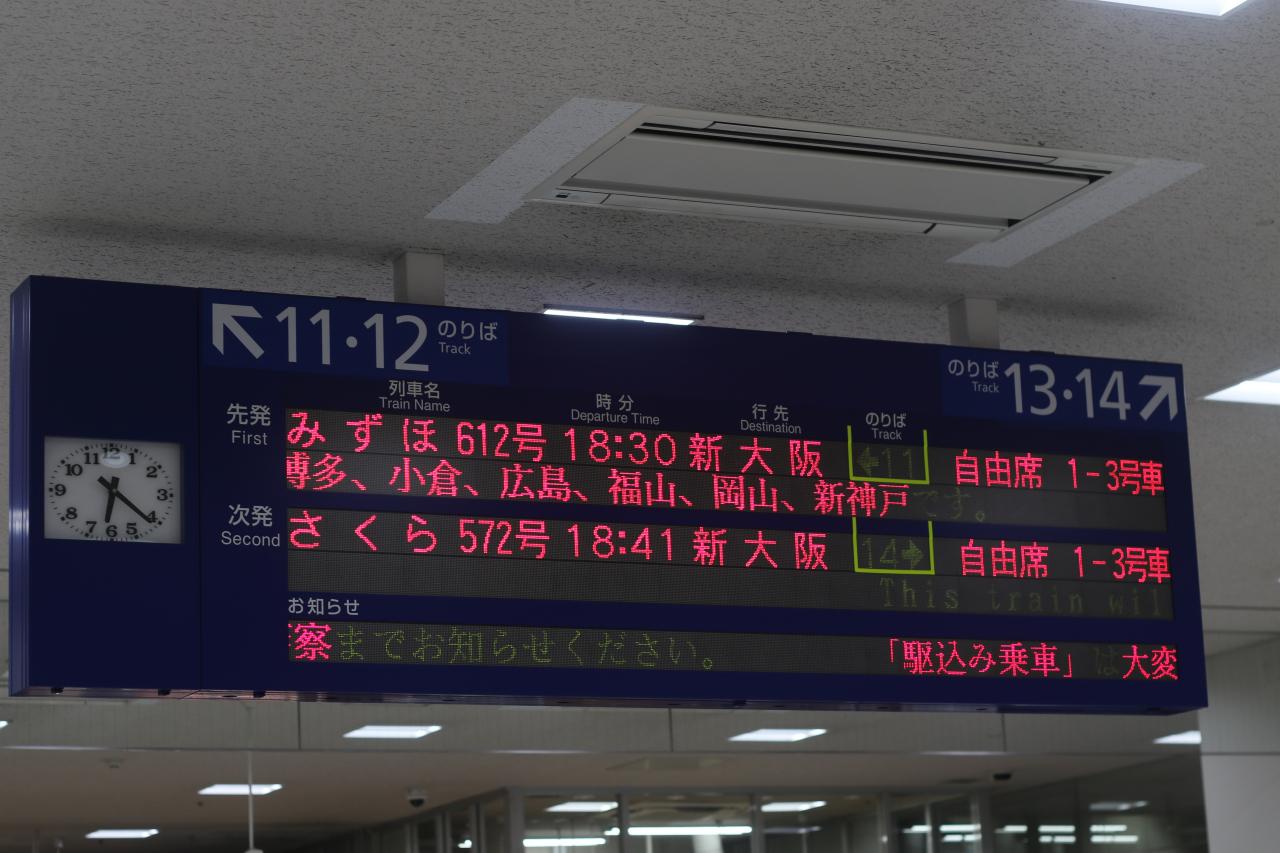 11・12 のりば
Track
のりば
Track 13・14
列車名
Train Name
時分
Departure Time
行先
Destination
のりば
Track
先発
First
みずほ 612号 18:30 新大阪 ←11 自由席 1-3号車
博多、小倉、広島、福山、岡山、新神戸です。
次発
Second
さくら 572号 18:41 新大阪 14→ 自由席 1-3号車
This train wil
お知らせ
察までお知らせください。 「駆込み乗車」は大変
12 1 2 3 4 5 6 7 8 9 10 11